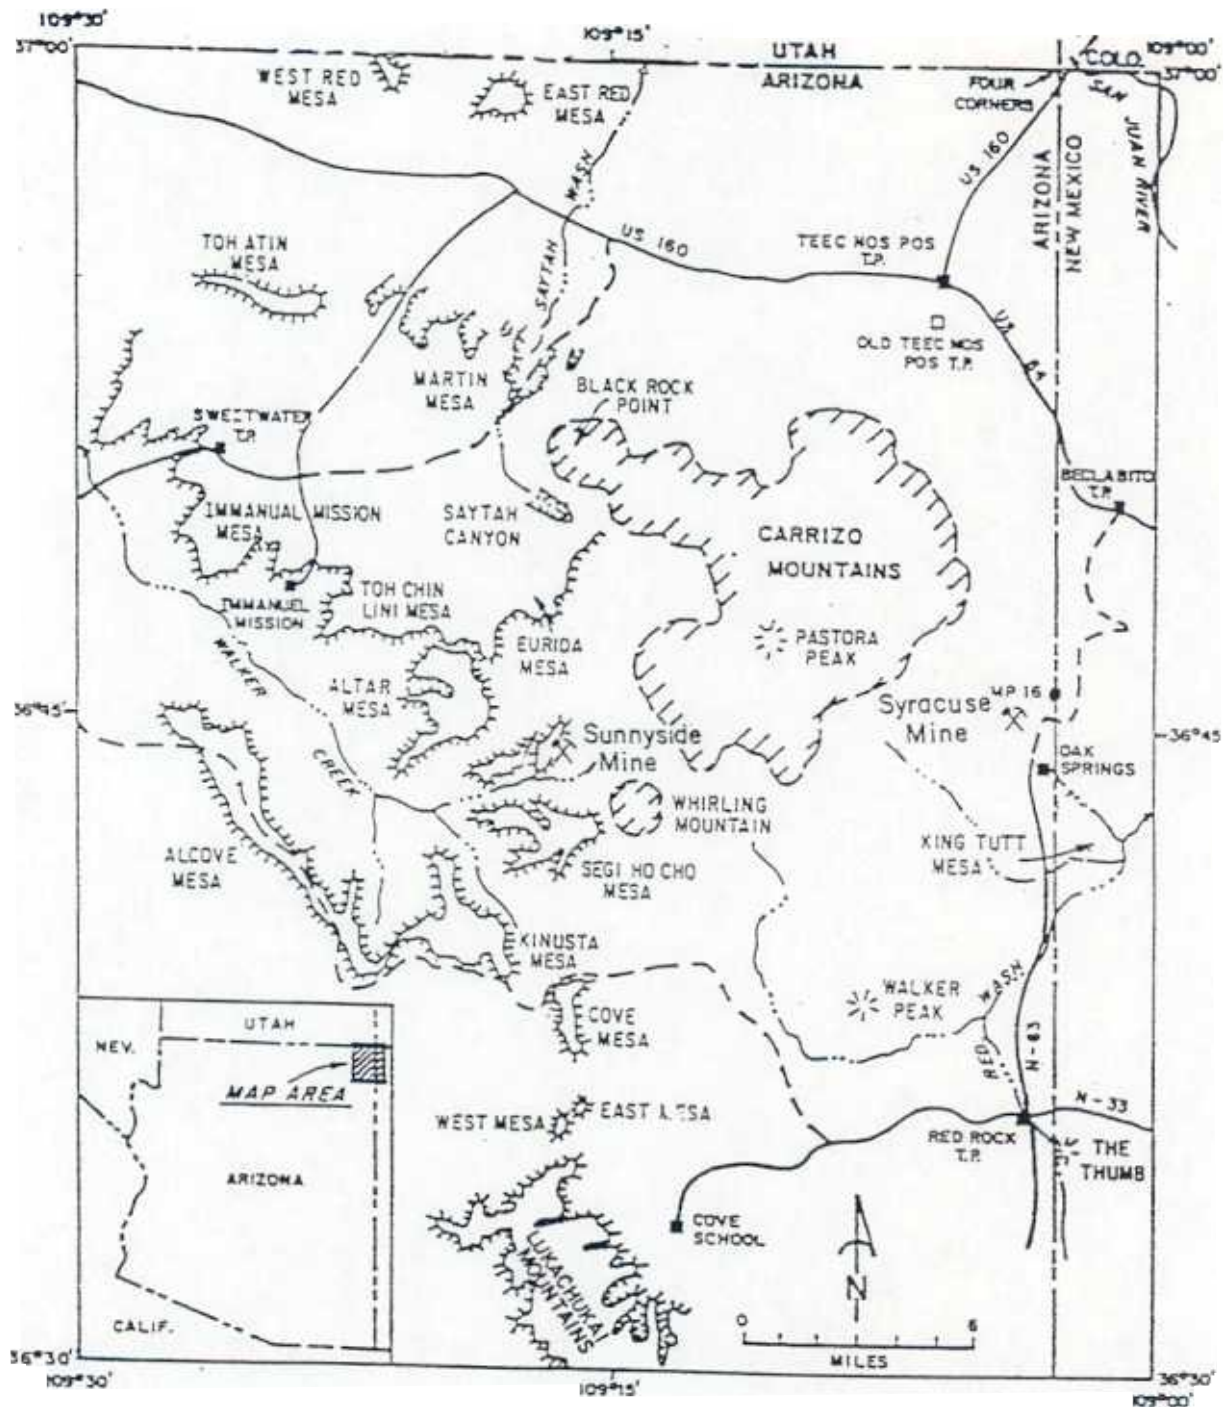 109°30'
109°15'
109°00'
37°00'
UTAH
ARIZONA
COLO.
37°00'
WEST RED
MESA
EAST RED
MESA
FOUR
CORNERS
SAN
JUAN RIVER
WASH
US 160
ARIZONA
NEW MEXICO
TOH ATIN
MESA
SAYTAH
US 160
TEEC NOS POS
T.P.
OLD TEEC NOS
POS T.P.
US
64
MARTIN
MESA
BLACK ROCK
POINT
SWEETWATER
T.P.
BECLABITO
T.P.
IMMANUAL MISSION
MESA
SAYTAH
CANYON
CARRIZO
MOUNTAINS
IMMANUEL
MISSION
TOH CHIN
LINI MESA
EURIDA
MESA
PASTORA
PEAK
WALKER
CREEK
ALTAR
MESA
M.P. 16
Syracuse
Mine
36°45'
Sunnyside
Mine
OAK
SPRINGS
36°45'
WHIRLING
MOUNTAIN
ALCOVE
MESA
SEGI HO CHO
MESA
KING TUTT
MESA
KINUSTA
MESA
WALKER
PEAK
RED WASH
COVE
MESA
N-63
UTAH
NEV.
MAP AREA
ARIZONA
CALIF.
WEST MESA
EAST MESA
N-33
RED ROCK
T.P.
THE
THUMB
COVE
SCHOOL
LUKACHUKAI
MOUNTAINS
N
0
6
MILES
36°30'
109°30'
109°15'
36°30'
109°00'